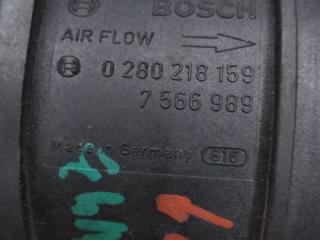 BOSCH
AIR FLOW
0 280 218 159
7 566 989
Made in Germany 616